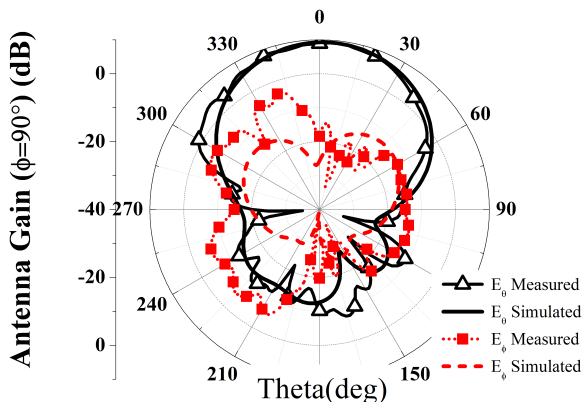 0
330
30
0
300
60
-20
-40
270
90
-20
240
0
210
150
Antenna Gain (ϕ=90°) (dB)
Theta(deg)
Eθ Measured
Eθ Simulated
Eϕ Measured
Eϕ Simulated